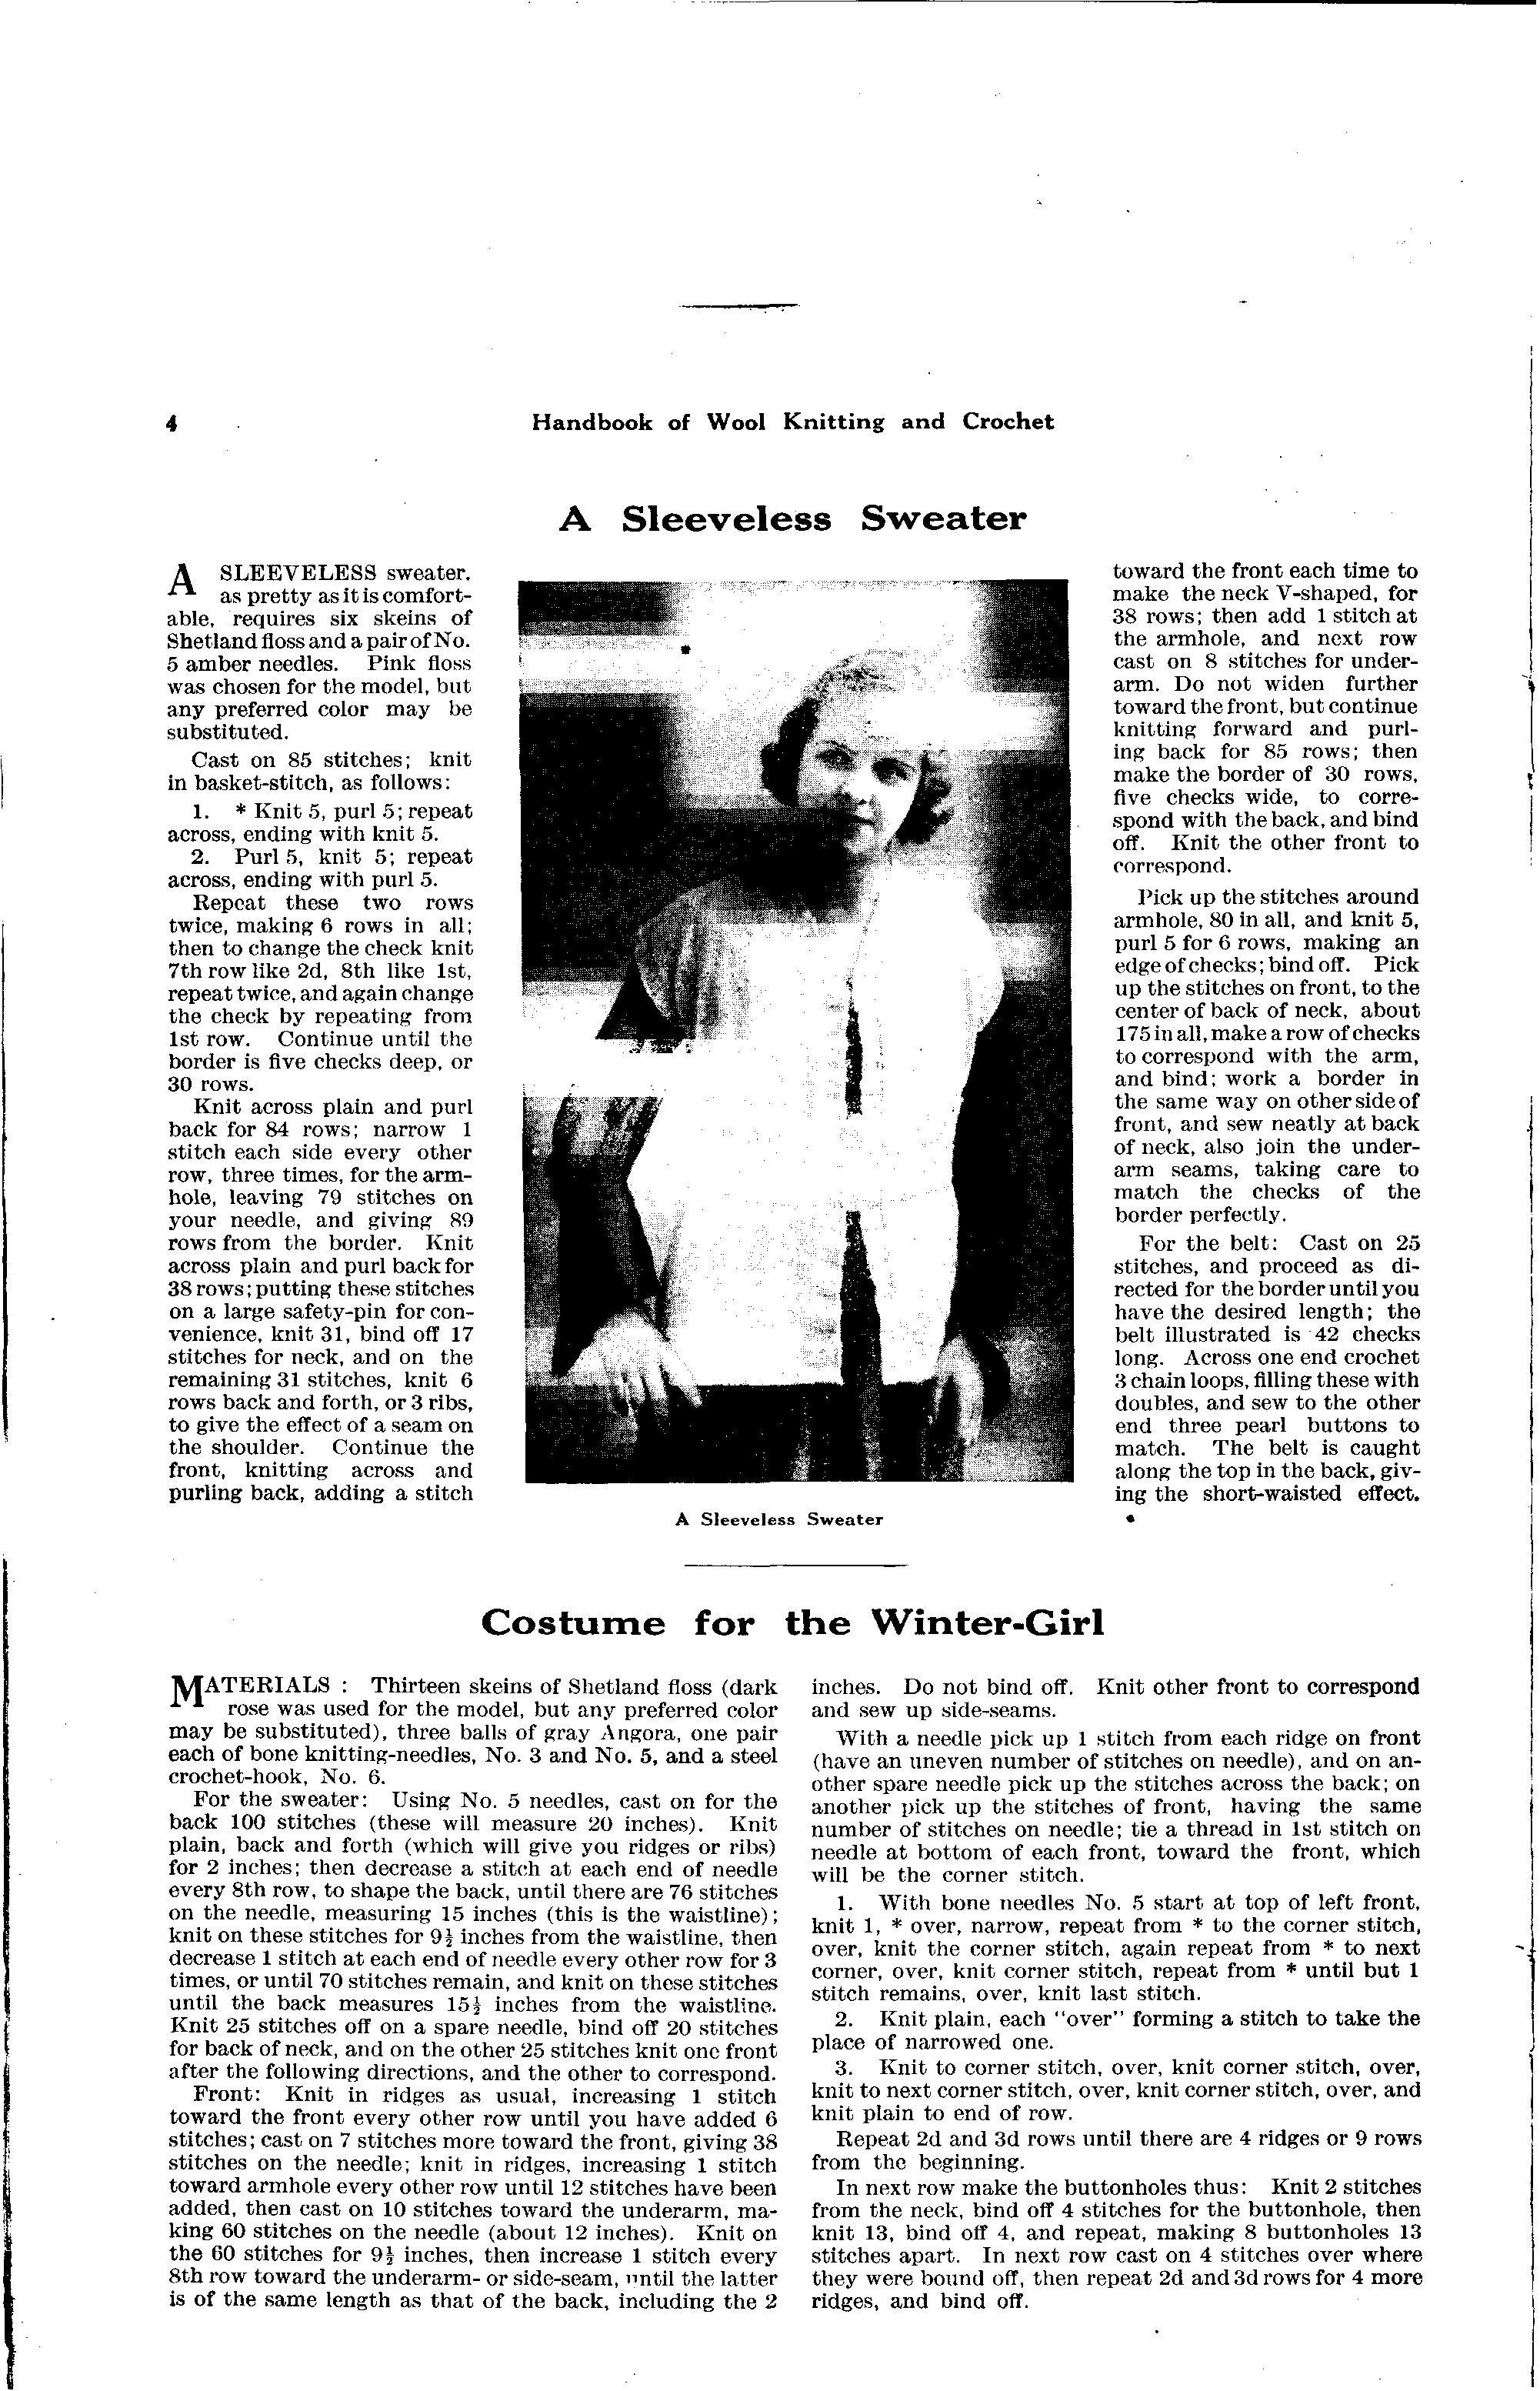 4
Handbook of Wool Knitting and Crochet
A Sleeveless Sweater
A SLEEVELESS sweater.
as pretty as it is comfort-
able, requires six skeins of
Shetland floss and a pair of No.
5 amber needles. Pink floss
was chosen for the model, but
any preferred color may be
substituted.
Cast on 85 stitches; knit
in basket-stitch, as follows:
1. * Knit 5, purl 5; repeat
across, ending with knit 5.
2. Purl 5, knit 5; repeat
across, ending with purl 5.
Repeat these two rows
twice, making 6 rows in all;
then to change the check knit
7th row like 2d, 8th like 1st,
repeat twice, and again change
the check by repeating from
1st row. Continue until the
border is five checks deep, or
30 rows.
Knit across plain and purl
back for 84 rows; narrow 1
stitch each side every other
row, three times, for the arm-
hole, leaving 79 stitches on
your needle, and giving 89
rows from the border. Knit
across plain and purl back for
38 rows; putting these stitches
on a large safety-pin for con-
venience, knit 31, bind off 17
stitches for neck, and on the
remaining 31 stitches, knit 6
rows back and forth, or 3 ribs,
to give the effect of a seam on
the shoulder. Continue the
front, knitting across and
purling back, adding a stitch
A Sleeveless Sweater
toward the front each time to
make the neck V-shaped, for
38 rows; then add 1 stitch at
the armhole, and next row
cast on 8 stitches for under-
arm. Do not widen further
toward the front, but continue
knitting forward and purl-
ing back for 85 rows; then
make the border of 30 rows,
five checks wide, to corre-
spond with the back, and bind
off. Knit the other front to
correspond.
Pick up the stitches around
armhole, 80 in all, and knit 5,
purl 5 for 6 rows, making an
edge of checks; bind off. Pick
up the stitches on front, to the
center of back of neck, about
175 in all, make a row of checks
to correspond with the arm,
and bind; work a border in
the same way on other side of
front, and sew neatly at back
of neck, also join the under-
arm seams, taking care to
match the checks of the
border perfectly.
For the belt: Cast on 25
stitches, and proceed as di-
rected for the border until you
have the desired length; the
belt illustrated is 42 checks
long. Across one end crochet
3 chain loops, filling these with
doubles, and sew to the other
end three pearl buttons to
match. The belt is caught
along the top in the back, giv-
ing the short-waisted effect.
Costume for the Winter-Girl
MATERIALS : Thirteen skeins of Shetland floss (dark
rose was used for the model, but any preferred color
may be substituted), three balls of gray Angora, one pair
each of bone knitting-needles, No. 3 and No. 5, and a steel
crochet-hook, No. 6.
For the sweater: Using No. 5 needles, cast on for the
back 100 stitches (these will measure 20 inches). Knit
plain, back and forth (which will give you ridges or ribs)
for 2 inches; then decrease a stitch at each end of needle
every 8th row, to shape the back, until there are 76 stitches
on the needle, measuring 15 inches (this is the waistline);
knit on these stitches for 9½ inches from the waistline, then
decrease 1 stitch at each end of needle every other row for 3
times, or until 70 stitches remain, and knit on these stitches
until the back measures 15½ inches from the waistline.
Knit 25 stitches off on a spare needle, bind off 20 stitches
for back of neck, and on the other 25 stitches knit one front
after the following directions, and the other to correspond.
Front: Knit in ridges as usual, increasing 1 stitch
toward the front every other row until you have added 6
stitches; cast on 7 stitches more toward the front, giving 38
stitches on the needle; knit in ridges, increasing 1 stitch
toward armhole every other row until 12 stitches have been
added, then cast on 10 stitches toward the underarm, ma-
king 60 stitches on the needle (about 12 inches). Knit on
the 60 stitches for 9½ inches, then increase 1 stitch every
8th row toward the underarm- or side-seam, until the latter
is of the same length as that of the back, including the 2
inches. Do not bind off. Knit other front to correspond
and sew up side-seams.
With a needle pick up 1 stitch from each ridge on front
(have an uneven number of stitches on needle), and on an-
other spare needle pick up the stitches across the back; on
another pick up the stitches of front, having the same
number of stitches on needle; tie a thread in 1st stitch on
needle at bottom of each front, toward the front, which
will be the corner stitch.
1. With bone needles No. 5 start at top of left front,
knit 1, * over, narrow, repeat from * to the corner stitch,
over, knit the corner stitch, again repeat from * to next
corner, over, knit corner stitch, repeat from * until but 1
stitch remains, over, knit last stitch.
2. Knit plain, each "over" forming a stitch to take the
place of narrowed one.
3. Knit to corner stitch, over, knit corner stitch, over,
knit to next corner stitch, over, knit corner stitch, over, and
knit plain to end of row.
Repeat 2d and 3d rows until there are 4 ridges or 9 rows
from the beginning.
In next row make the buttonholes thus: Knit 2 stitches
from the neck, bind off 4 stitches for the buttonhole, then
knit 13, bind off 4, and repeat, making 8 buttonholes 13
stitches apart. In next row cast on 4 stitches over where
they were bound off, then repeat 2d and 3d rows for 4 more
ridges, and bind off.